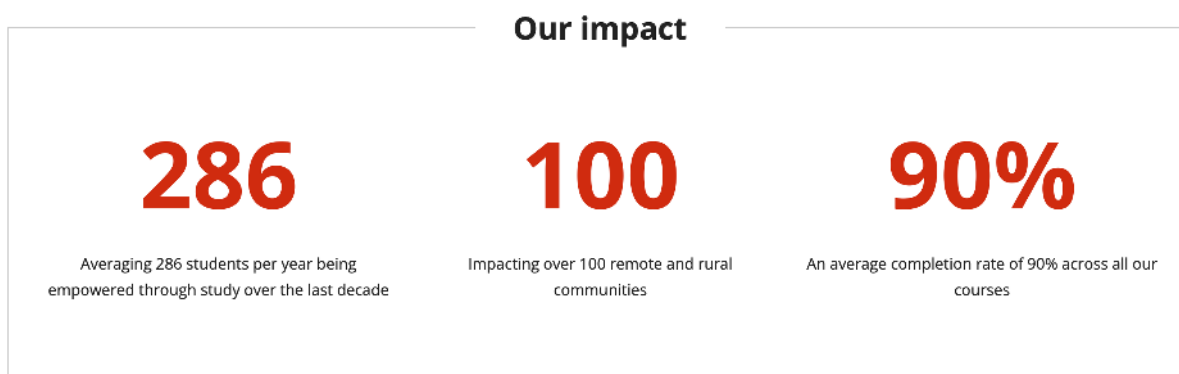 Our impact
286
100
90%
Averaging 286 students per year being
empowered through study over the last decade
Impacting over 100 remote and rural
communities
An average completion rate of 90% across all our
courses